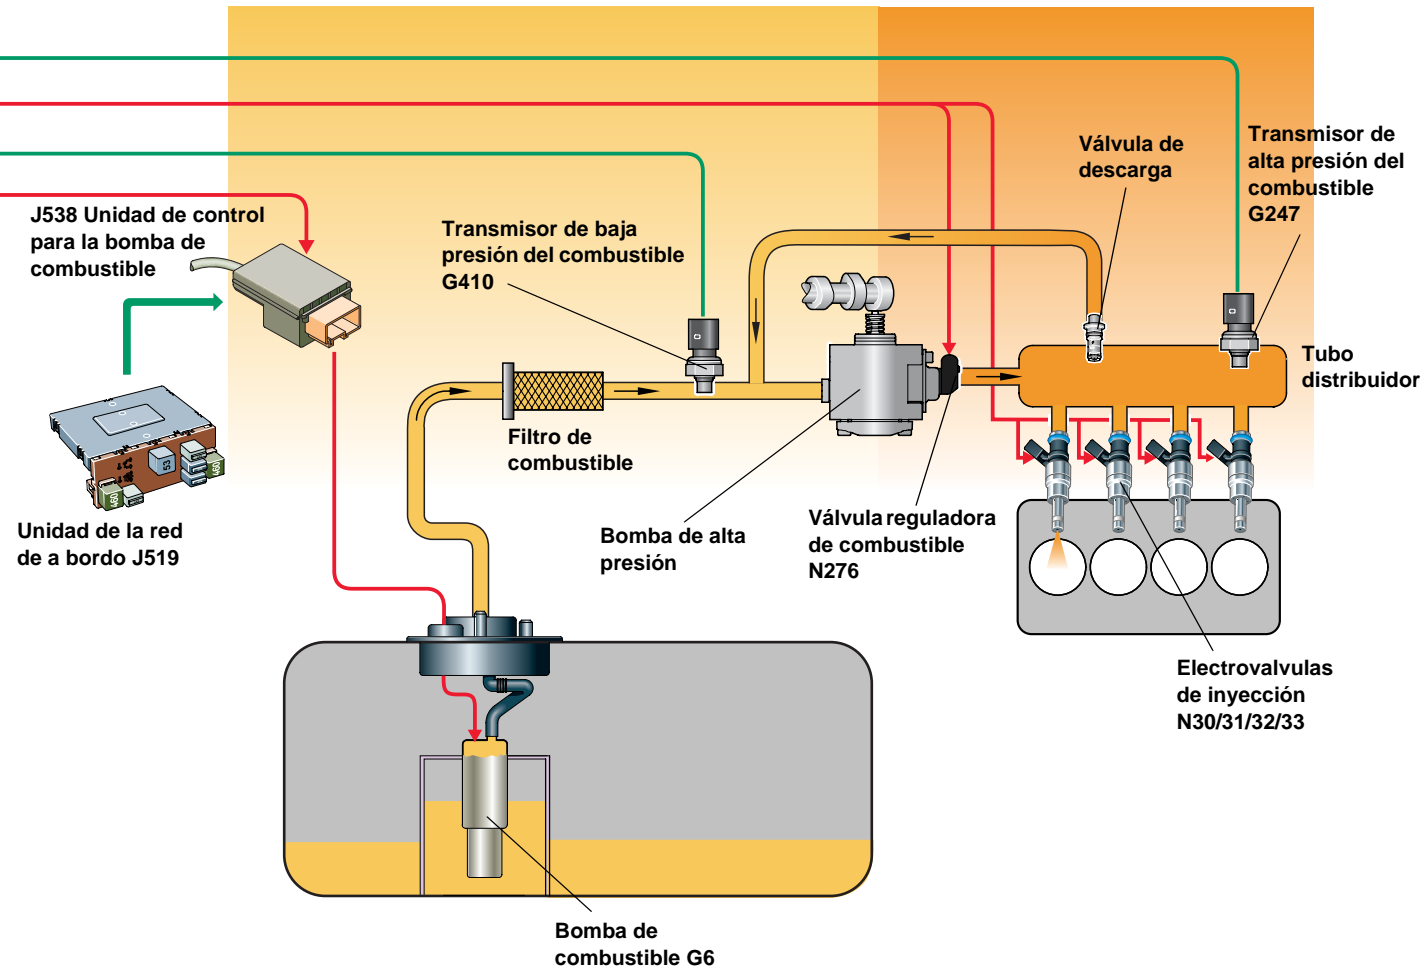 J538 Unidad de control
para la bomba de
combustible
Transmisor de baja
presión del combustible
G410
Válvula de
descarga
Transmisor de
alta presión del
combustible
G247
Tubo
distribuidor
Filtro de
combustible
Bomba de alta
presión
Válvula reguladora
de combustible
N276
Unidad de la red
de a bordo J519
53
460
460
Electrovalvulas
de inyección
N30/31/32/33
Bomba de
combustible G6